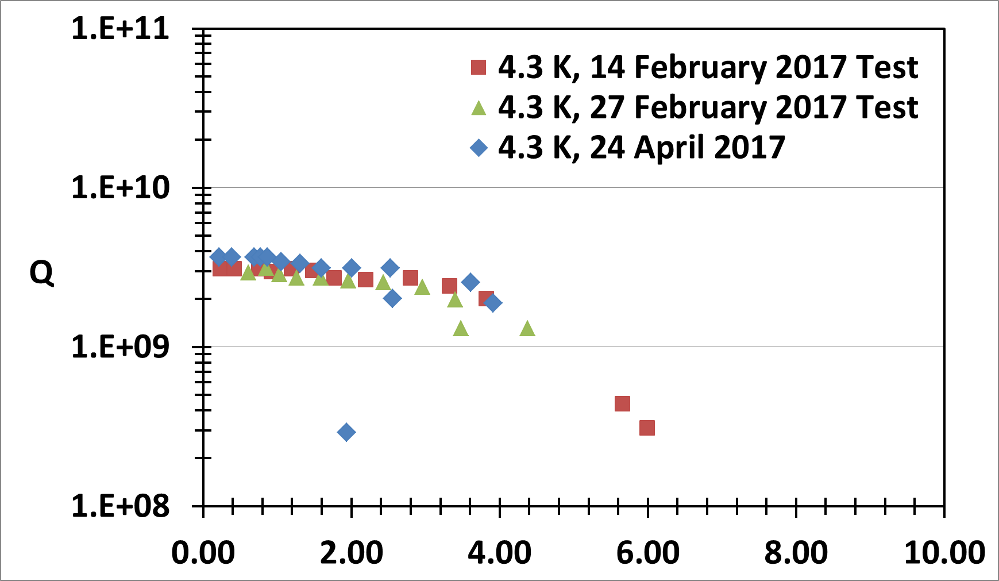 1.E+11
4.3 K, 14 February 2017 Test
4.3 K, 27 February 2017 Test
4.3 K, 24 April 2017
1.E+10
Q
1.E+09
1.E+08
0.00 2.00 4.00 6.00 8.00 10.00